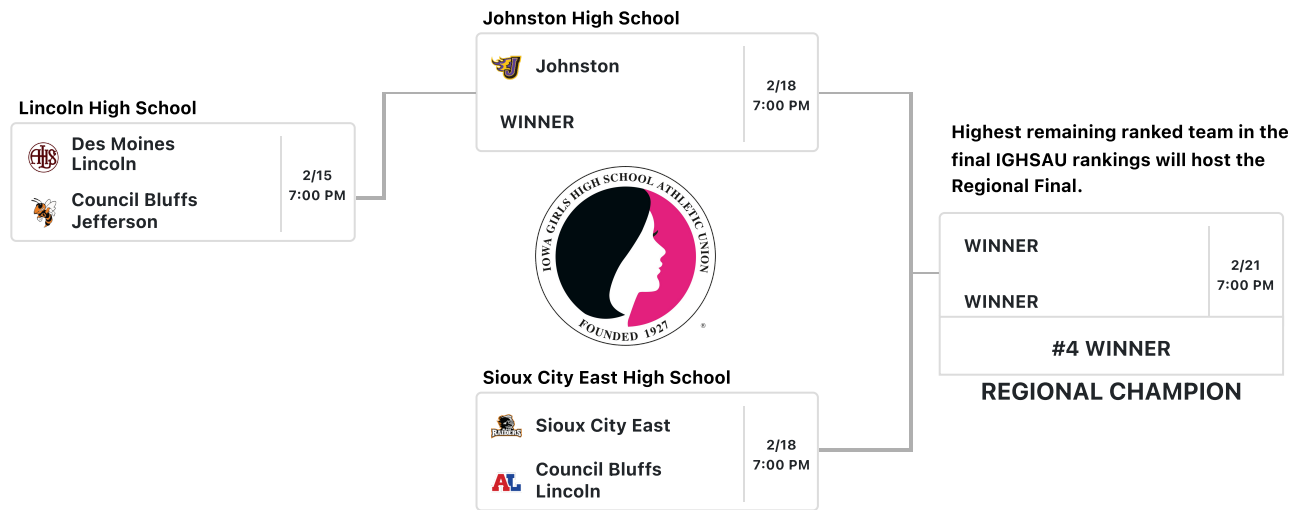 Johnston High School
Johnston
2/18
7:00 PM
WINNER
Lincoln High School
Des Moines
Lincoln
2/15
7:00 PM
Council Bluffs
Jefferson
ALHS
IOWA GIRLS HIGH SCHOOL ATHLETIC UNION
FOUNDED 1927
®
Sioux City East High School
RAIDERS
Sioux City East
2/18
7:00 PM
AL
Council Bluffs
Lincoln
Highest remaining ranked team in the
final IGHSAU rankings will host the
Regional Final.
WINNER
2/21
7:00 PM
WINNER
#4 WINNER
REGIONAL CHAMPION